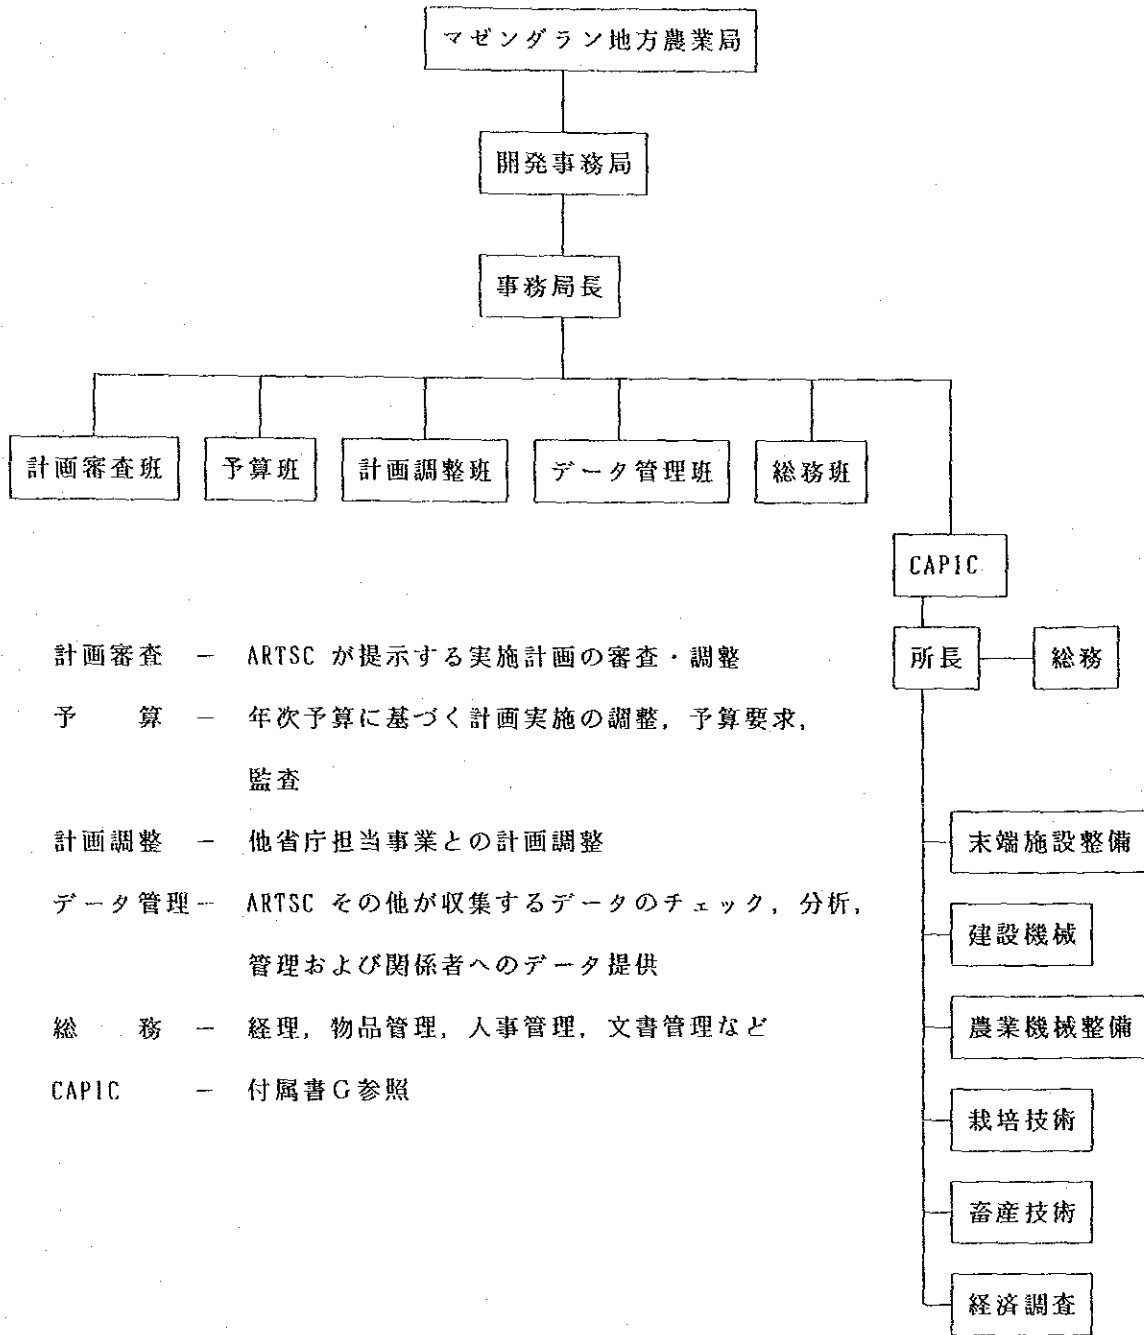 マゼンダラン地方農業局
開発事務局
事務局長
計画審査班
予算班
計画調整班
データ管理班
総務班
CAPIC
所長
総務
計画審査 － ARTSC が提示する実施計画の審査・調整
予 算 － 年次予算に基づく計画実施の調整，予算要求，
監査
計画調整 － 他省庁担当事業との計画調整
データ管理－ ARTSC その他が収集するデータのチェック，分析，
管理および関係者へのデータ提供
総 務 － 経理，物品管理，人事管理，文書管理など
CAPIC － 付属書G参照
末端施設整備
建設機械
農業機械整備
栽培技術
畜産技術
経済調査